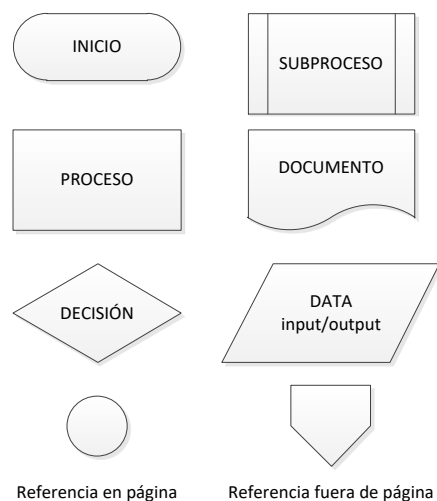 INICIO
SUBPROCESO
PROCESO
DOCUMENTO
DECISIÓN
DATA
input/output
Referencia en página
Referencia fuera de página